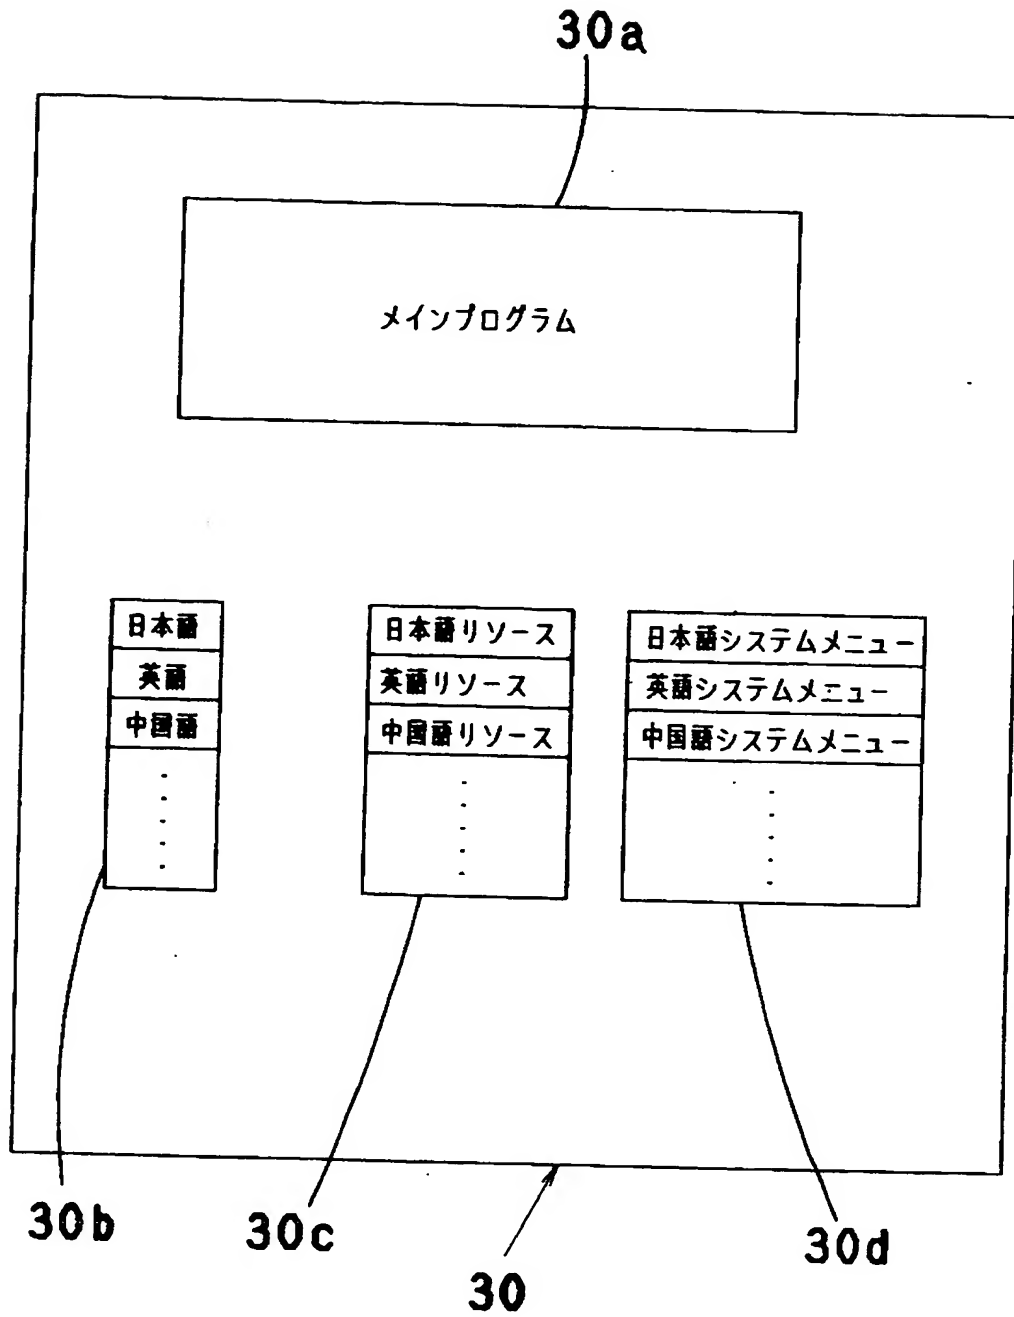 30a
メインプログラム
日本語
英語
中国語
日本語リソース
英語リソース
中国語リソース
日本語システムメニュー
英語システムメニュー
中国語システムメニュー
30b
30c
30
30d